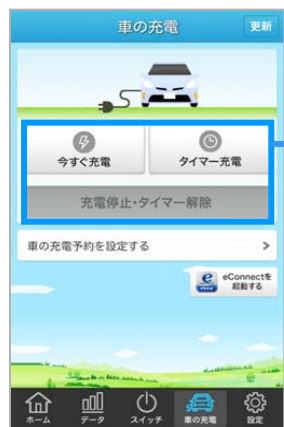 車の充電
更新
今すぐ充電
タイマー充電
充電停止・タイマー解除
車の充電予約を設定する
eConnectを
起動する
ホーム
データ
スイッチ
車の充電
設定